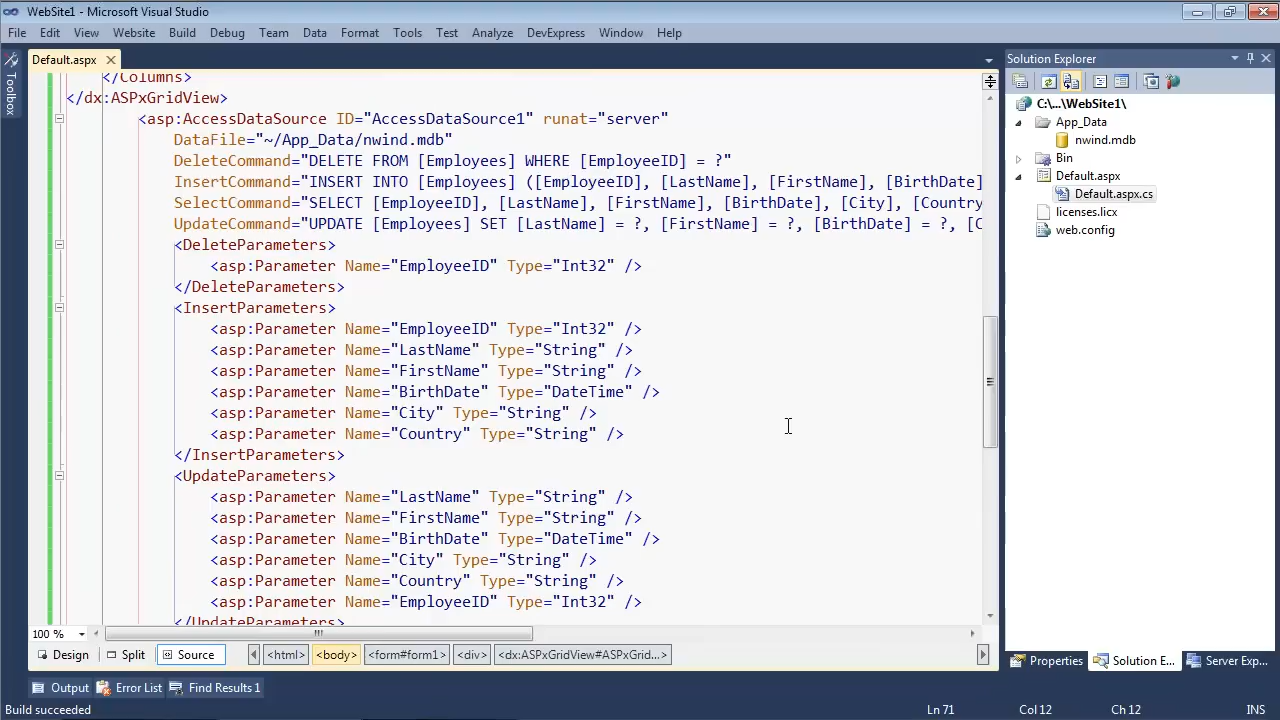 WebSite1 - Microsoft Visual Studio
File Edit View Website Build Debug Team Data Format Tools Test Analyze DevExpress Window Help
Toolbox
Default.aspx
</Columns>
</dx:ASPxGridView>
<asp:AccessDataSource ID="AccessDataSource1" runat="server"
DataFile="~/App_Data/nwind.mdb"
DeleteCommand="DELETE FROM [Employees] WHERE [EmployeeID] = ?"
InsertCommand="INSERT INTO [Employees] ([EmployeeID], [LastName], [FirstName], [BirthDate]
SelectCommand="SELECT [EmployeeID], [LastName], [FirstName], [BirthDate], [City], [Country
UpdateCommand="UPDATE [Employees] SET [LastName] = ?, [FirstName] = ?, [BirthDate] = ?, [C
<DeleteParameters>
<asp:Parameter Name="EmployeeID" Type="Int32" />
</DeleteParameters>
<InsertParameters>
<asp:Parameter Name="EmployeeID" Type="Int32" />
<asp:Parameter Name="LastName" Type="String" />
<asp:Parameter Name="FirstName" Type="String" />
<asp:Parameter Name="BirthDate" Type="DateTime" />
<asp:Parameter Name="City" Type="String" />
<asp:Parameter Name="Country" Type="String" />
</InsertParameters>
<UpdateParameters>
<asp:Parameter Name="LastName" Type="String" />
<asp:Parameter Name="FirstName" Type="String" />
<asp:Parameter Name="BirthDate" Type="DateTime" />
<asp:Parameter Name="City" Type="String" />
<asp:Parameter Name="Country" Type="String" />
<asp:Parameter Name="EmployeeID" Type="Int32" />
</UpdateParameters>
100 %
Design Split Source <html> <body> <form#form1> <div> <dx:ASPxGridView#ASPxGrid...>
Solution Explorer
C:\...\WebSite1\
App_Data
nwind.mdb
Bin
Default.aspx
Default.aspx.cs
licenses.licx
web.config
Properties Solution E... Server Exp...
Output Error List Find Results 1
Build succeeded Ln 71 Col 12 Ch 12 INS